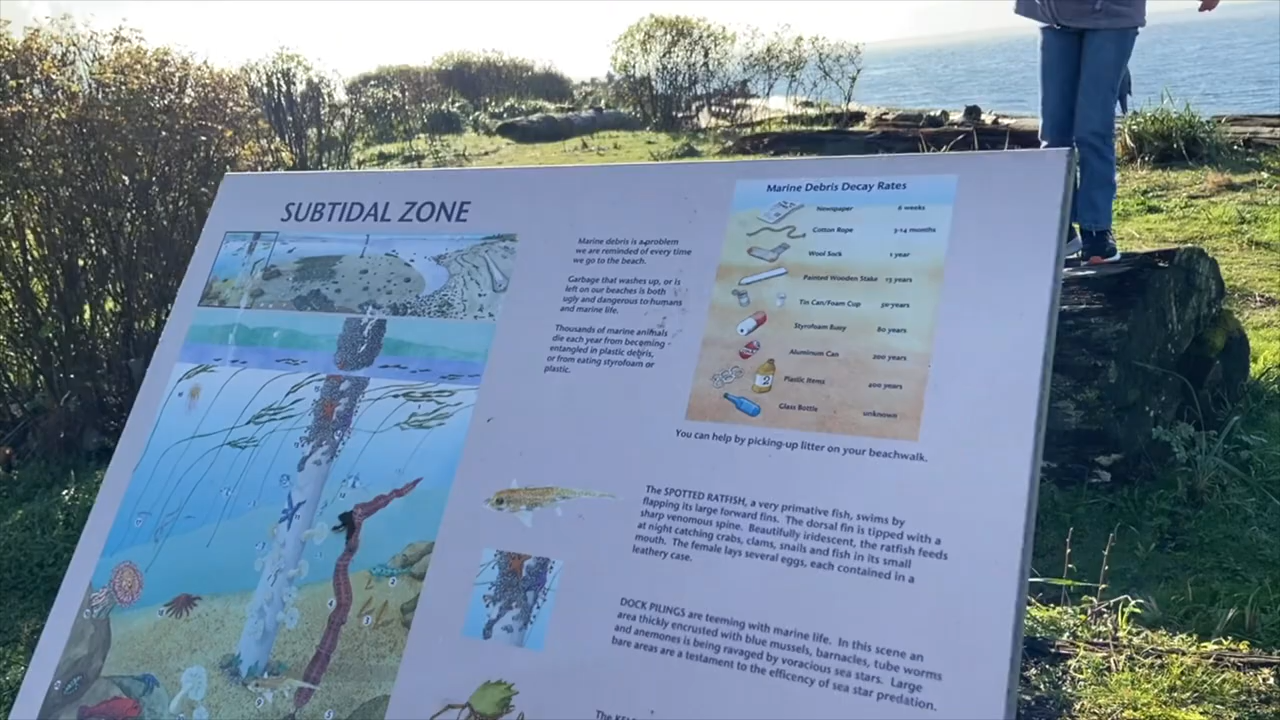 SUBTIDAL ZONE
Marine debris is a problem
we are reminded of every time
we go to the beach.
Garbage that washes up, or is
left on our beaches is both
ugly and dangerous to humans
and marine life.
Thousands of marine animals
die each year from becoming
entangled in plastic debris,
or from eating styrofoam or
plastic.
Marine Debris Decay Rates
Newspaper 6 weeks
Cotton Rope 3-14 months
Wool Sock 1 year
Painted Wooden Stake 13 years
Tin Can/Foam Cup 50 years
Styrofoam Buoy 80 years
Aluminum Can 200 years
Plastic Items 400 years
Glass Bottle unknown
You can help by picking-up litter on your beachwalk.
The SPOTTED RATFISH, a very primitive fish, swims by
flapping its large forward fins. The dorsal fin is tipped with a
sharp venomous spine. Beautifully iridescent, the ratfish feeds
at night catching crabs, clams, snails and fish in its small
mouth. The female lays several eggs, each contained in a
leathery case.
DOCK PILINGS are teeming with marine life. In this scene an
area thickly encrusted with blue mussels, barnacles, tube worms
and anemones is being ravaged by voracious sea stars. Large
bare areas are a testament to the efficency of sea star predation.